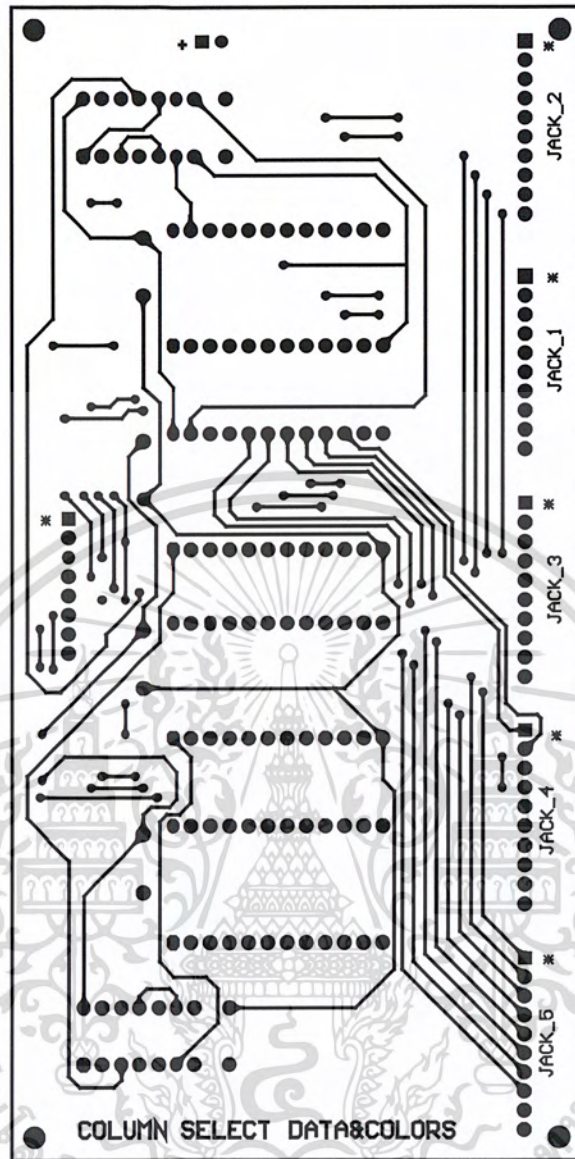 +
* JACK_2
* JACK_1
*
* JACK_3
* JACK_4
* JACK_5
COLUMN SELECT DATA&COLORS